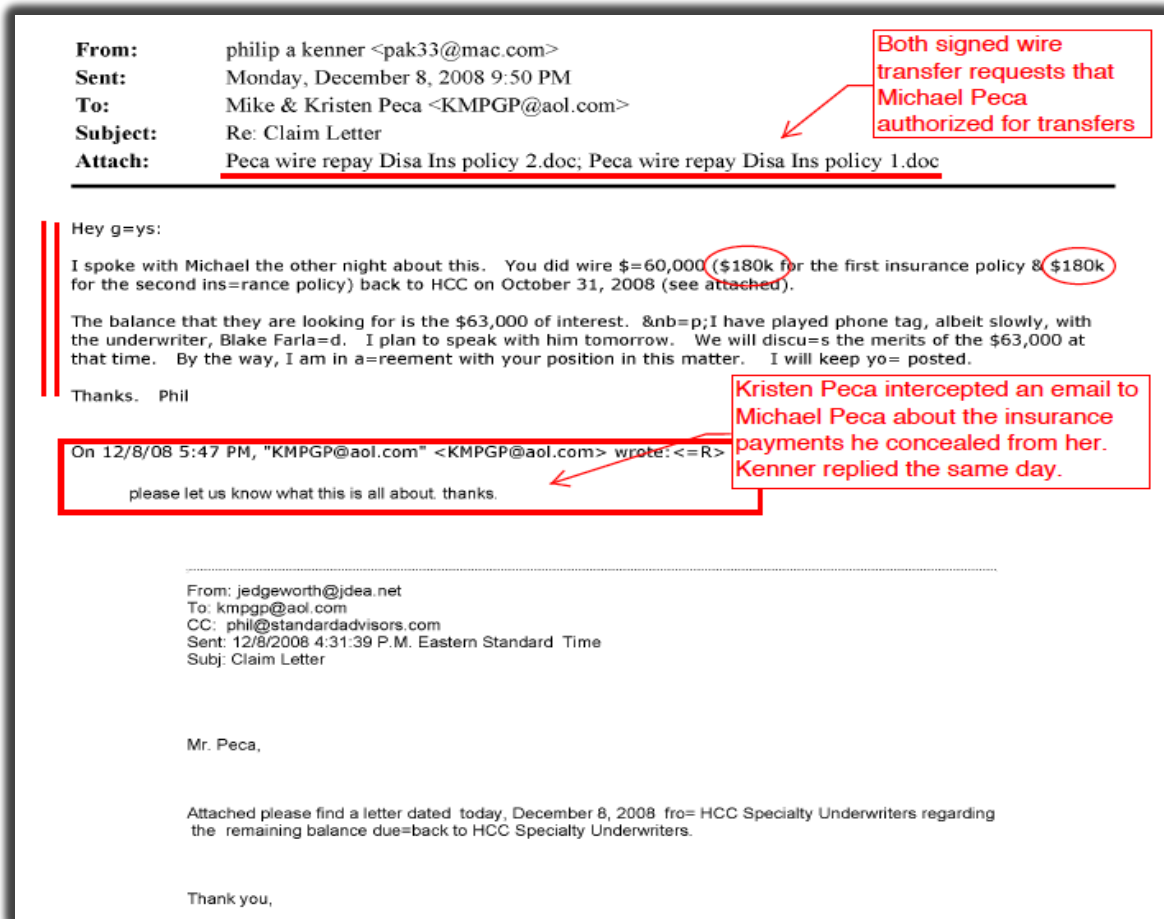 From: philip a kenner <pak33@mac.com>
Sent: Monday, December 8, 2008 9:50 PM
To: Mike & Kristen Peca <KMPGP@aol.com>
Subject: Re: Claim Letter
Attach: Peca wire repay Disa Ins policy 2.doc; Peca wire repay Disa Ins policy 1.doc
Both signed wire
transfer requests that
Michael Peca
authorized for transfers
Hey g=ys:
I spoke with Michael the other night about this. You did wire $=60,000 ($180k for the first insurance policy & $180k
for the second ins=rance policy) back to HCC on October 31, 2008 (see attached).
The balance that they are looking for is the $63,000 of interest. &nb=p;I have played phone tag, albeit slowly, with
the underwriter, Blake Farla=d. I plan to speak with him tomorrow. We will discu=s the merits of the $63,000 at
that time. By the way, I am in a=reement with your position in this matter. I will keep yo= posted.
Thanks. Phil
Kristen Peca intercepted an email to
Michael Peca about the insurance
payments he concealed from her.
Kenner replied the same day.
On 12/8/08 5:47 PM, "KMPGP@aol.com" <KMPGP@aol.com> wrote:<=R>
please let us know what this is all about. thanks.
From: jedgeworth@jdea.net
To: kmpgp@aol.com
CC: phil@standardadvisors.com
Sent: 12/8/2008 4:31:39 P.M. Eastern Standard Time
Subj: Claim Letter
Mr. Peca,
Attached please find a letter dated today, December 8, 2008 fro= HCC Specialty Underwriters regarding
the remaining balance due=back to HCC Specialty Underwriters.
Thank you,